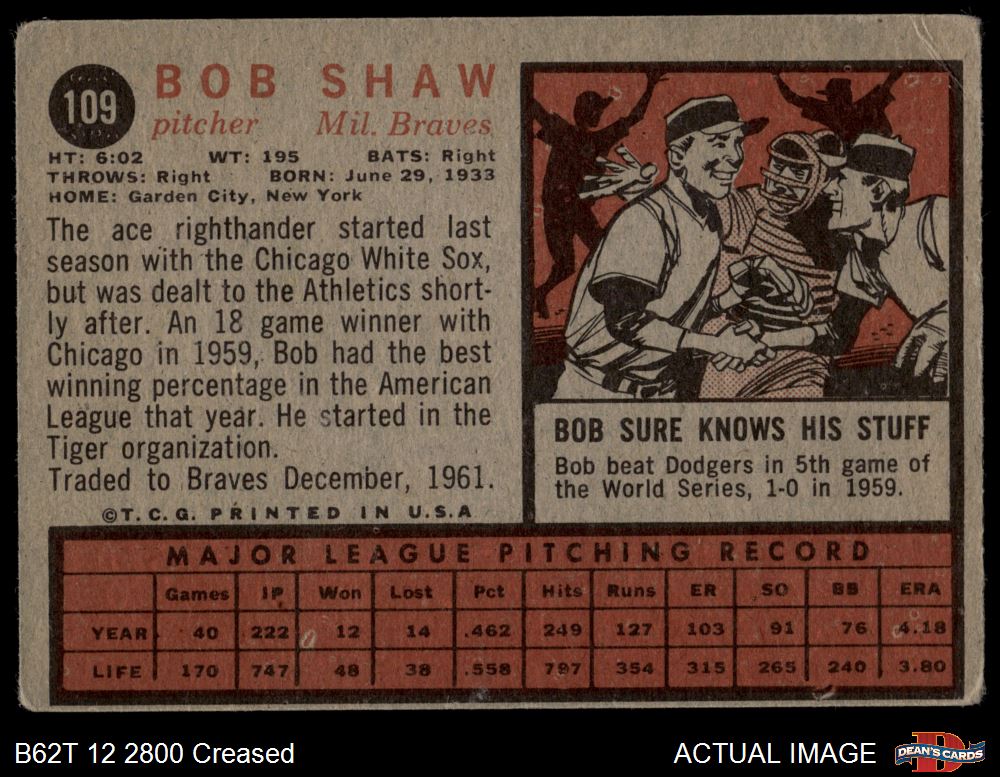 109
BOB SHAW
pitcher Mil. Braves
HT: 6:02 WT: 195 BATS: Right
THROWS: Right BORN: June 29, 1933
HOME: Garden City, New York
The ace righthander started last
season with the Chicago White Sox,
but was dealt to the Athletics short-
ly after. An 18 game winner with
Chicago in 1959, Bob had the best
winning percentage in the American
League that year. He started in the
Tiger organization.
Traded to Braves December, 1961.
©T.C.G. PRINTED IN U.S.A
BOB SURE KNOWS HIS STUFF
Bob beat Dodgers in 5th game of
the World Series, 1-0 in 1959.
MAJOR LEAGUE PITCHING RECORD
Games IP Won Lost Pct Hits Runs ER SO BB ERA
YEAR 40 222 12 14 .462 249 127 103 91 76 4.18
LIFE 170 747 48 38 .558 797 354 315 265 240 3.80
B62T 12 2800 Creased
ACTUAL IMAGE
DEAN'S CARDS